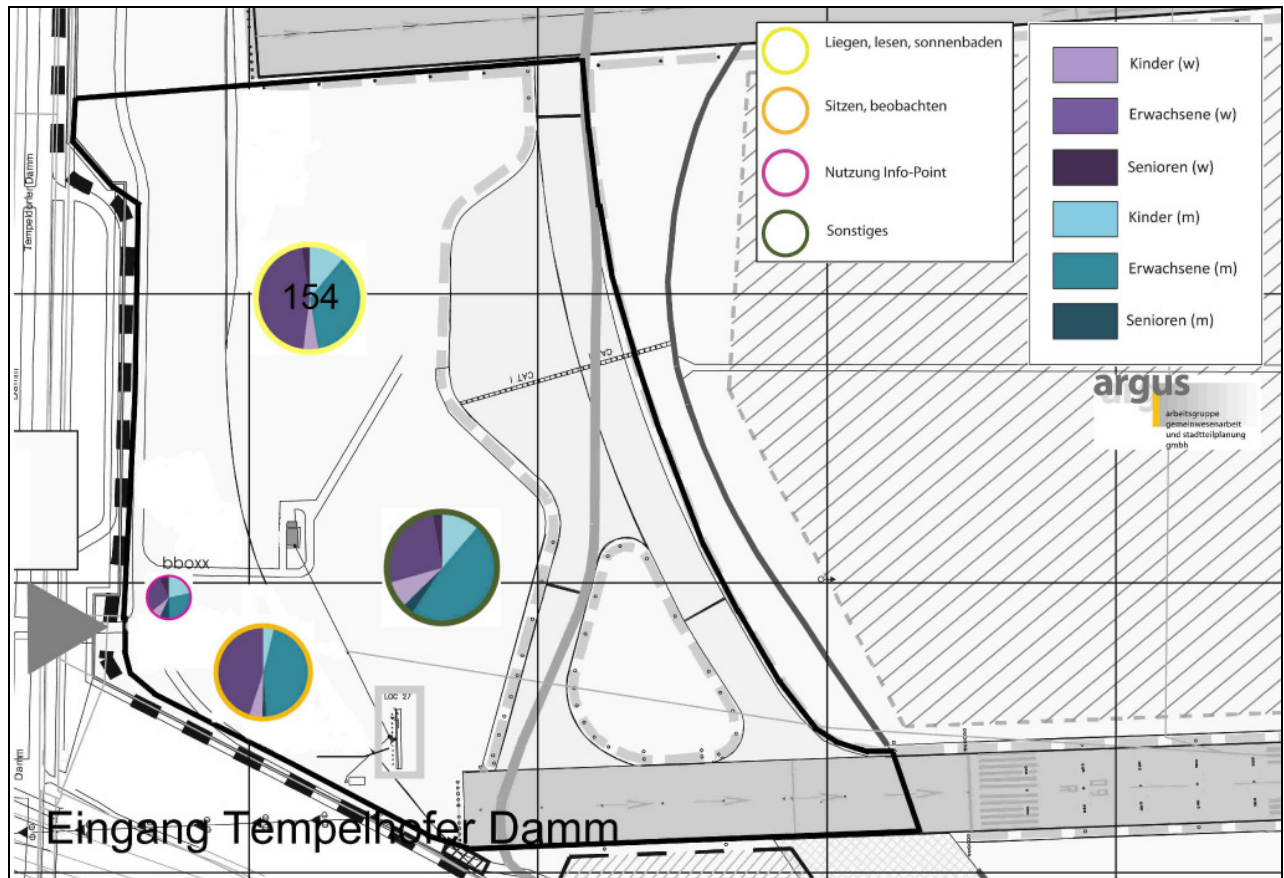 Liegen, lesen, sonnenbaden
Sitzen, beobachten
Nutzung Info-Point
Sonstiges
Kinder (w)
Erwachsene (w)
Senioren (w)
Kinder (m)
Erwachsene (m)
Senioren (m)
argus
arbeitsgruppe
gemeinwesenarbeit
und stadtteilplanung
gmbh
Tempelhofer Damm
Damm
154
CAT I
bboxx
LOC 27
Damm
Eingang Tempelhofer Damm